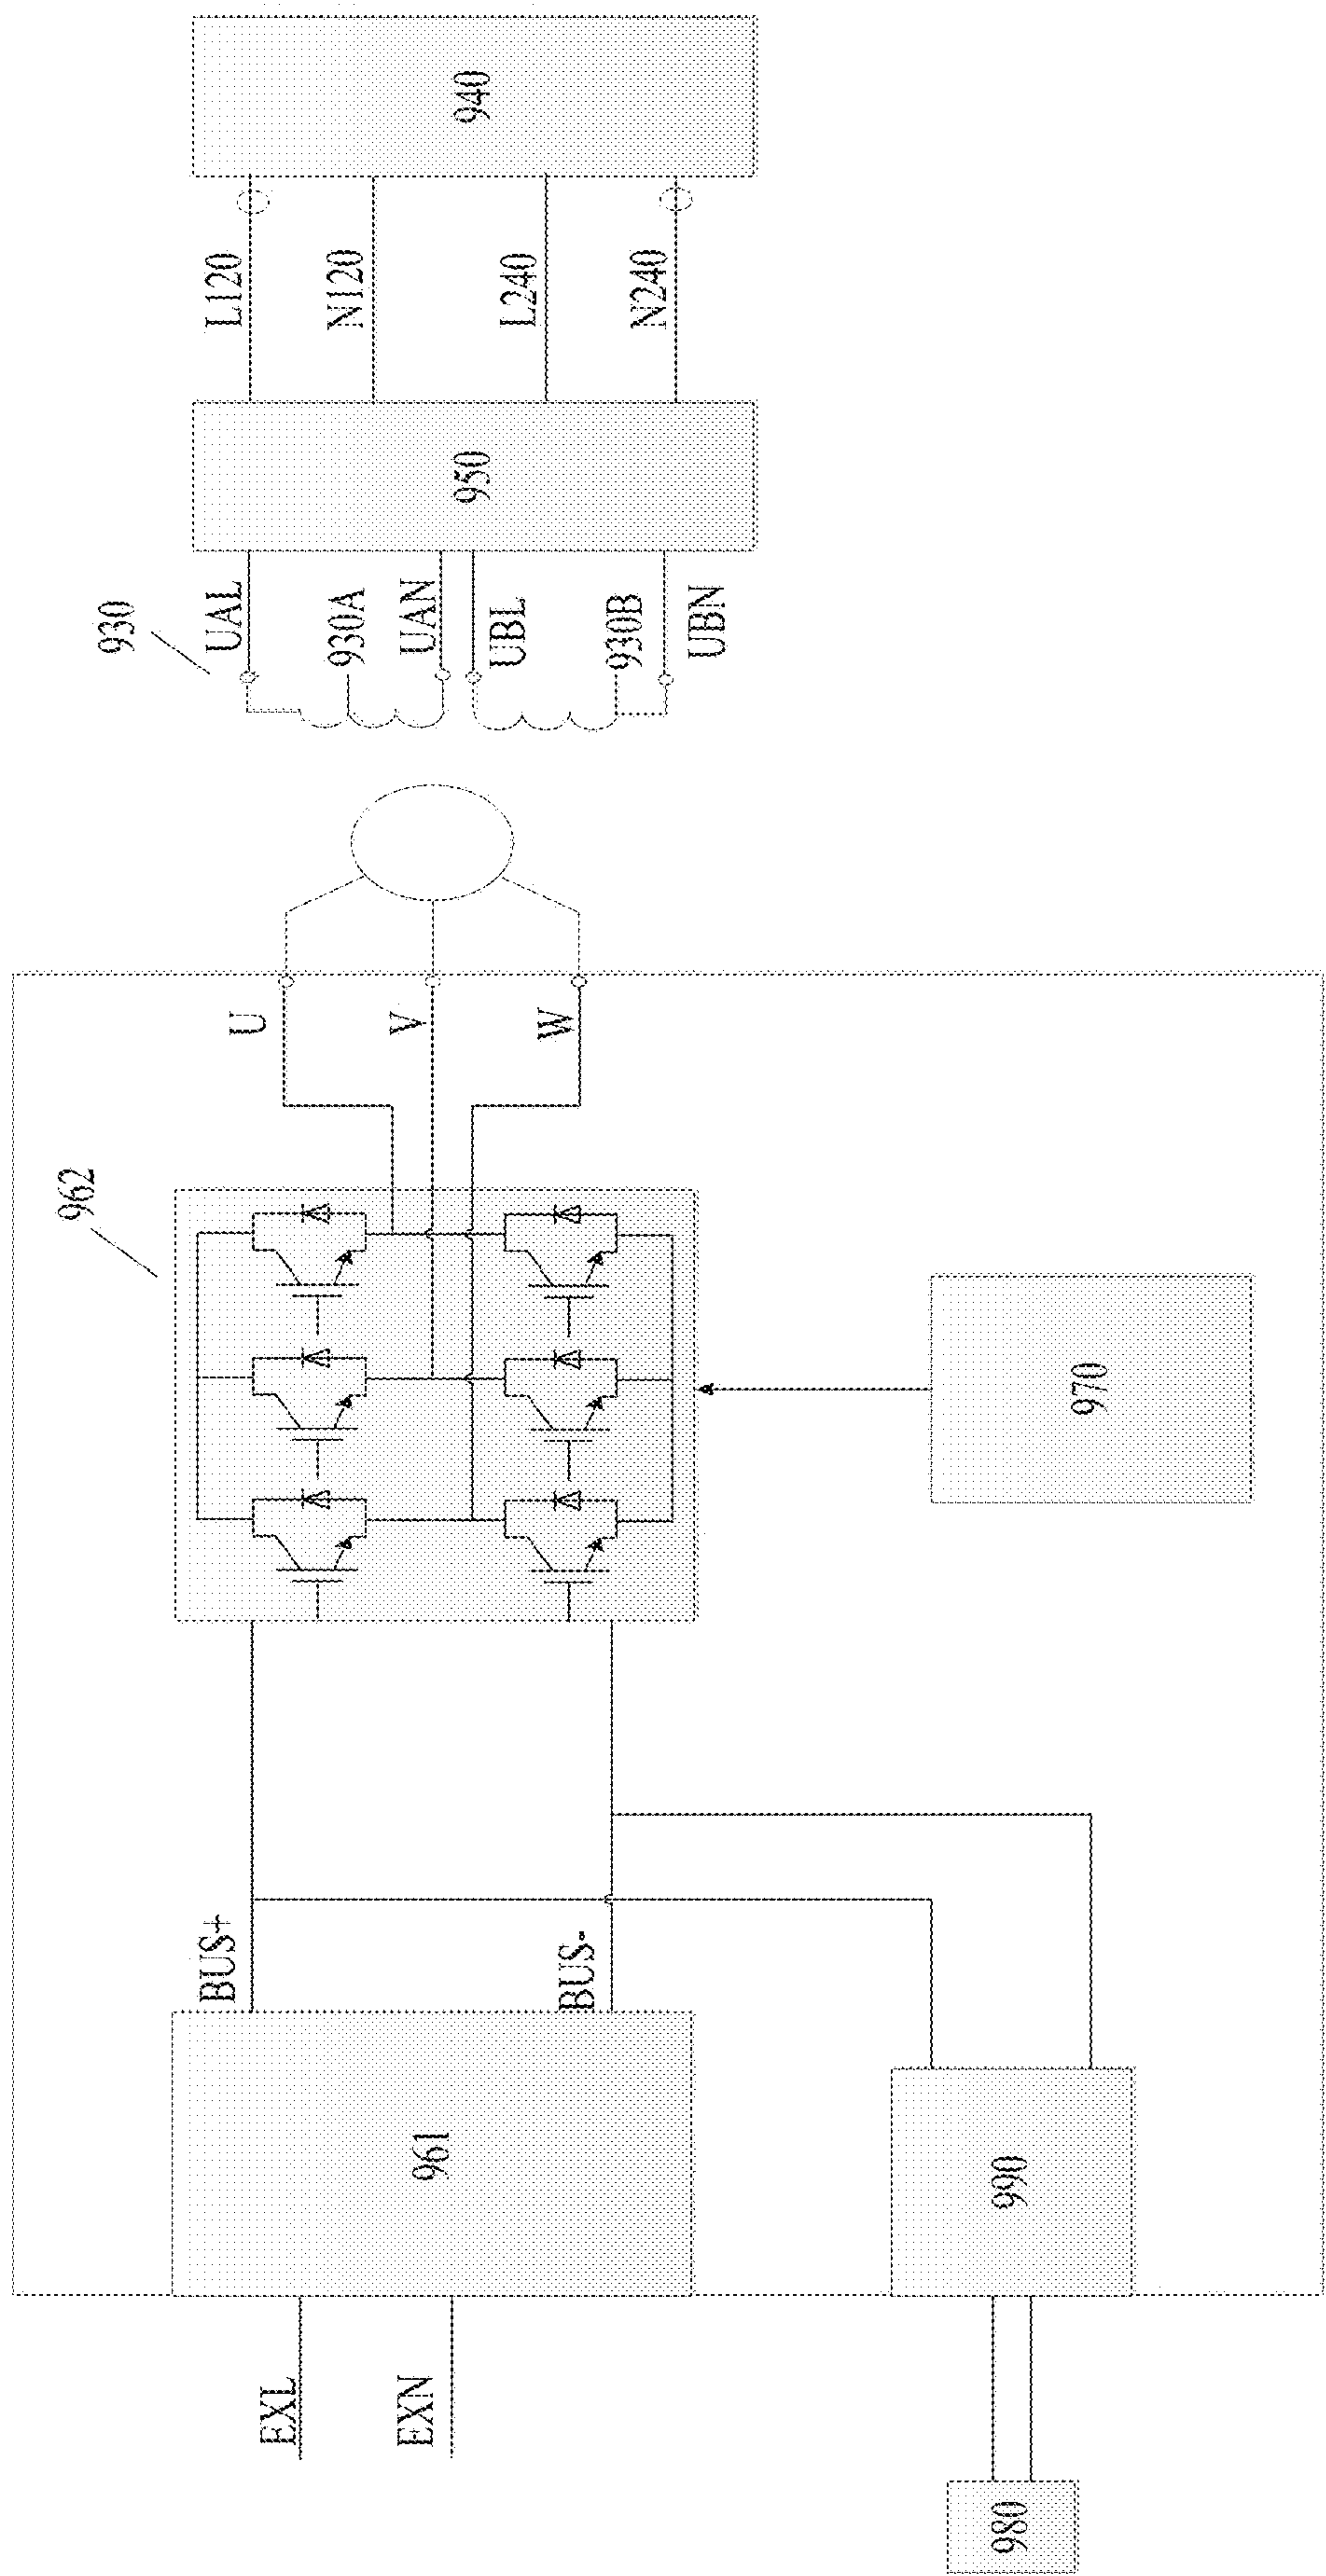 EXL
EXN
961
BUS+
BUS-
962
U
V
W
930
UAL
930A
UAN
UBL
930B
UBN
950
L120
N120
L240
N240
940
980
990
970